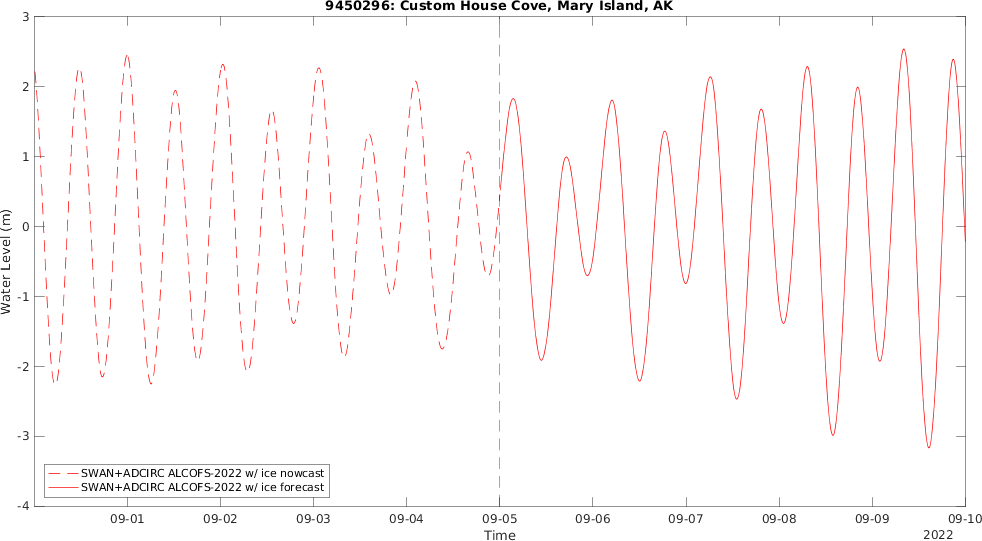 9450296: Custom House Cove, Mary Island, AK
3
2
1
0
-1
-2
-3
-4
Water Level (m)
SWAN+ADCIRC ALCOFS-2022 w/ ice nowcast
SWAN+ADCIRC ALCOFS-2022 w/ ice forecast
09-01 09-02 09-03 09-04 09-05 09-06 09-07 09-08 09-09 09-10
Time
2022